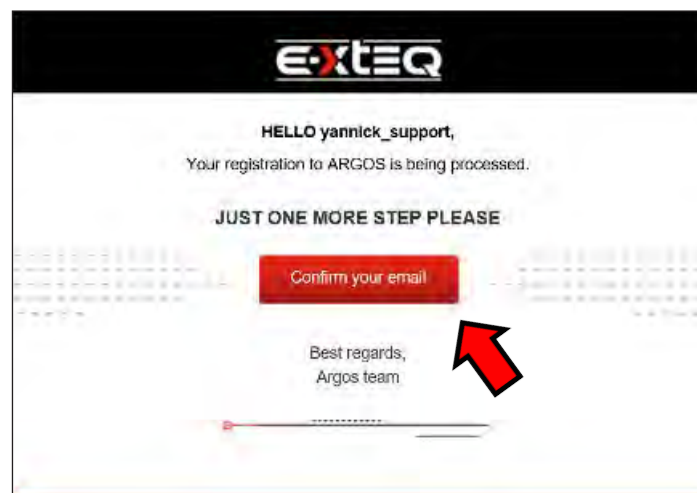 E-XTEQ
HELLO yannick_support,
Your registration to ARGOS is being processed.
JUST ONE MORE STEP PLEASE
Confirm your email
Best regards,
Argos team